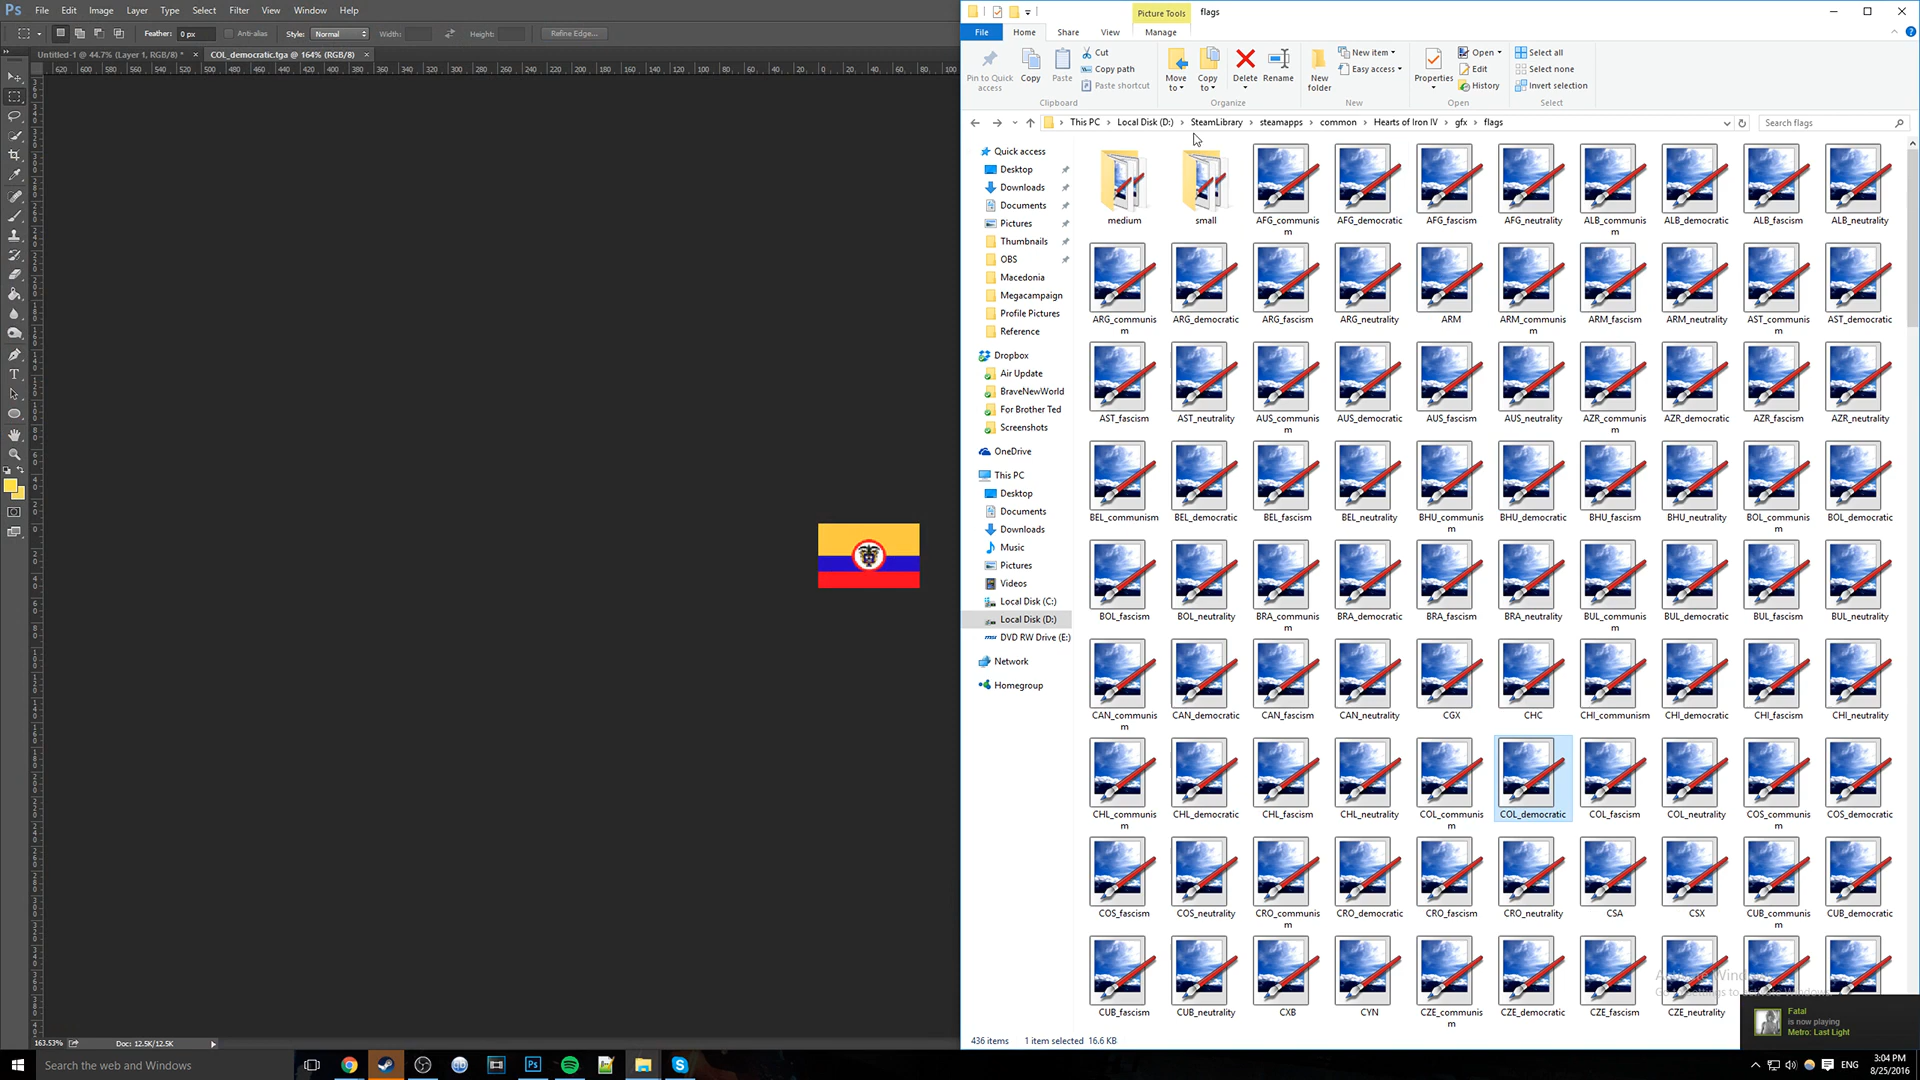 Ps File Edit Image Layer Type Select Filter View Window Help
Feather: 0 px Anti-alias Style: Normal Width: Height: Refine Edge...
Untitled-1 @ 44.7% (Layer 1, RGB/8) * × COL_democratic.tga @ 164% (RGB/8) ×
163.53% Doc: 12.5K/12.5K
Picture Tools flags
File Home Share View Manage
Pin to Quick access
Copy
Paste
Cut
Copy path
Paste shortcut
Clipboard
Move to
Copy to
Delete
Rename
Organize
New folder
New item
Easy access
New
Properties
Open
Edit
History
Open
Select all
Select none
Invert selection
Select
This PC > Local Disk (D:) > SteamLibrary > steamapps > common > Hearts of Iron IV > gfx > flags
Search flags
Quick access
Desktop
Downloads
Documents
Pictures
Thumbnails
OBS
Macedonia
Megacampaign
Profile Pictures
Reference
Dropbox
Air Update
BraveNewWorld
For Brother Ted
Screenshots
OneDrive
This PC
Desktop
Documents
Downloads
Music
Pictures
Videos
Local Disk (C:)
Local Disk (D:)
DVD RW Drive (E:)
Network
Homegroup
medium small AFG_communism AFG_democratic AFG_fascism AFG_neutrality ALB_communism ALB_democratic ALB_fascism ALB_neutrality
ARG_communism ARG_democratic ARG_fascism ARG_neutrality ARM ARM_communism ARM_fascism ARM_neutrality AST_communism AST_democratic
AST_fascism AST_neutrality AUS_communism AUS_democratic AUS_fascism AUS_neutrality AZR_communism AZR_democratic AZR_fascism AZR_neutrality
BEL_communism BEL_democratic BEL_fascism BEL_neutrality BHU_communism BHU_democratic BHU_fascism BHU_neutrality BOL_communism BOL_democratic
BOL_fascism BOL_neutrality BRA_communism BRA_democratic BRA_fascism BRA_neutrality BUL_communism BUL_democratic BUL_fascism BUL_neutrality
CAN_communism CAN_democratic CAN_fascism CAN_neutrality CGX CHC CHI_communism CHI_democratic CHI_fascism CHI_neutrality
CHL_communism CHL_democratic CHL_fascism CHL_neutrality COL_communism COL_democratic COL_fascism COL_neutrality COS_communism COS_democratic
COS_fascism COS_neutrality CRO_communism CRO_democratic CRO_fascism CRO_neutrality CSA CSX CUB_communism CUB_democratic
CUB_fascism CUB_neutrality CXB CYN CZE_communism CZE_democratic CZE_fascism CZE_neutrality
Fatal
is now playing
Metro: Last Light
436 items 1 item selected 16.6 KB
Search the web and Windows
ENG
3:04 PM
8/25/2016